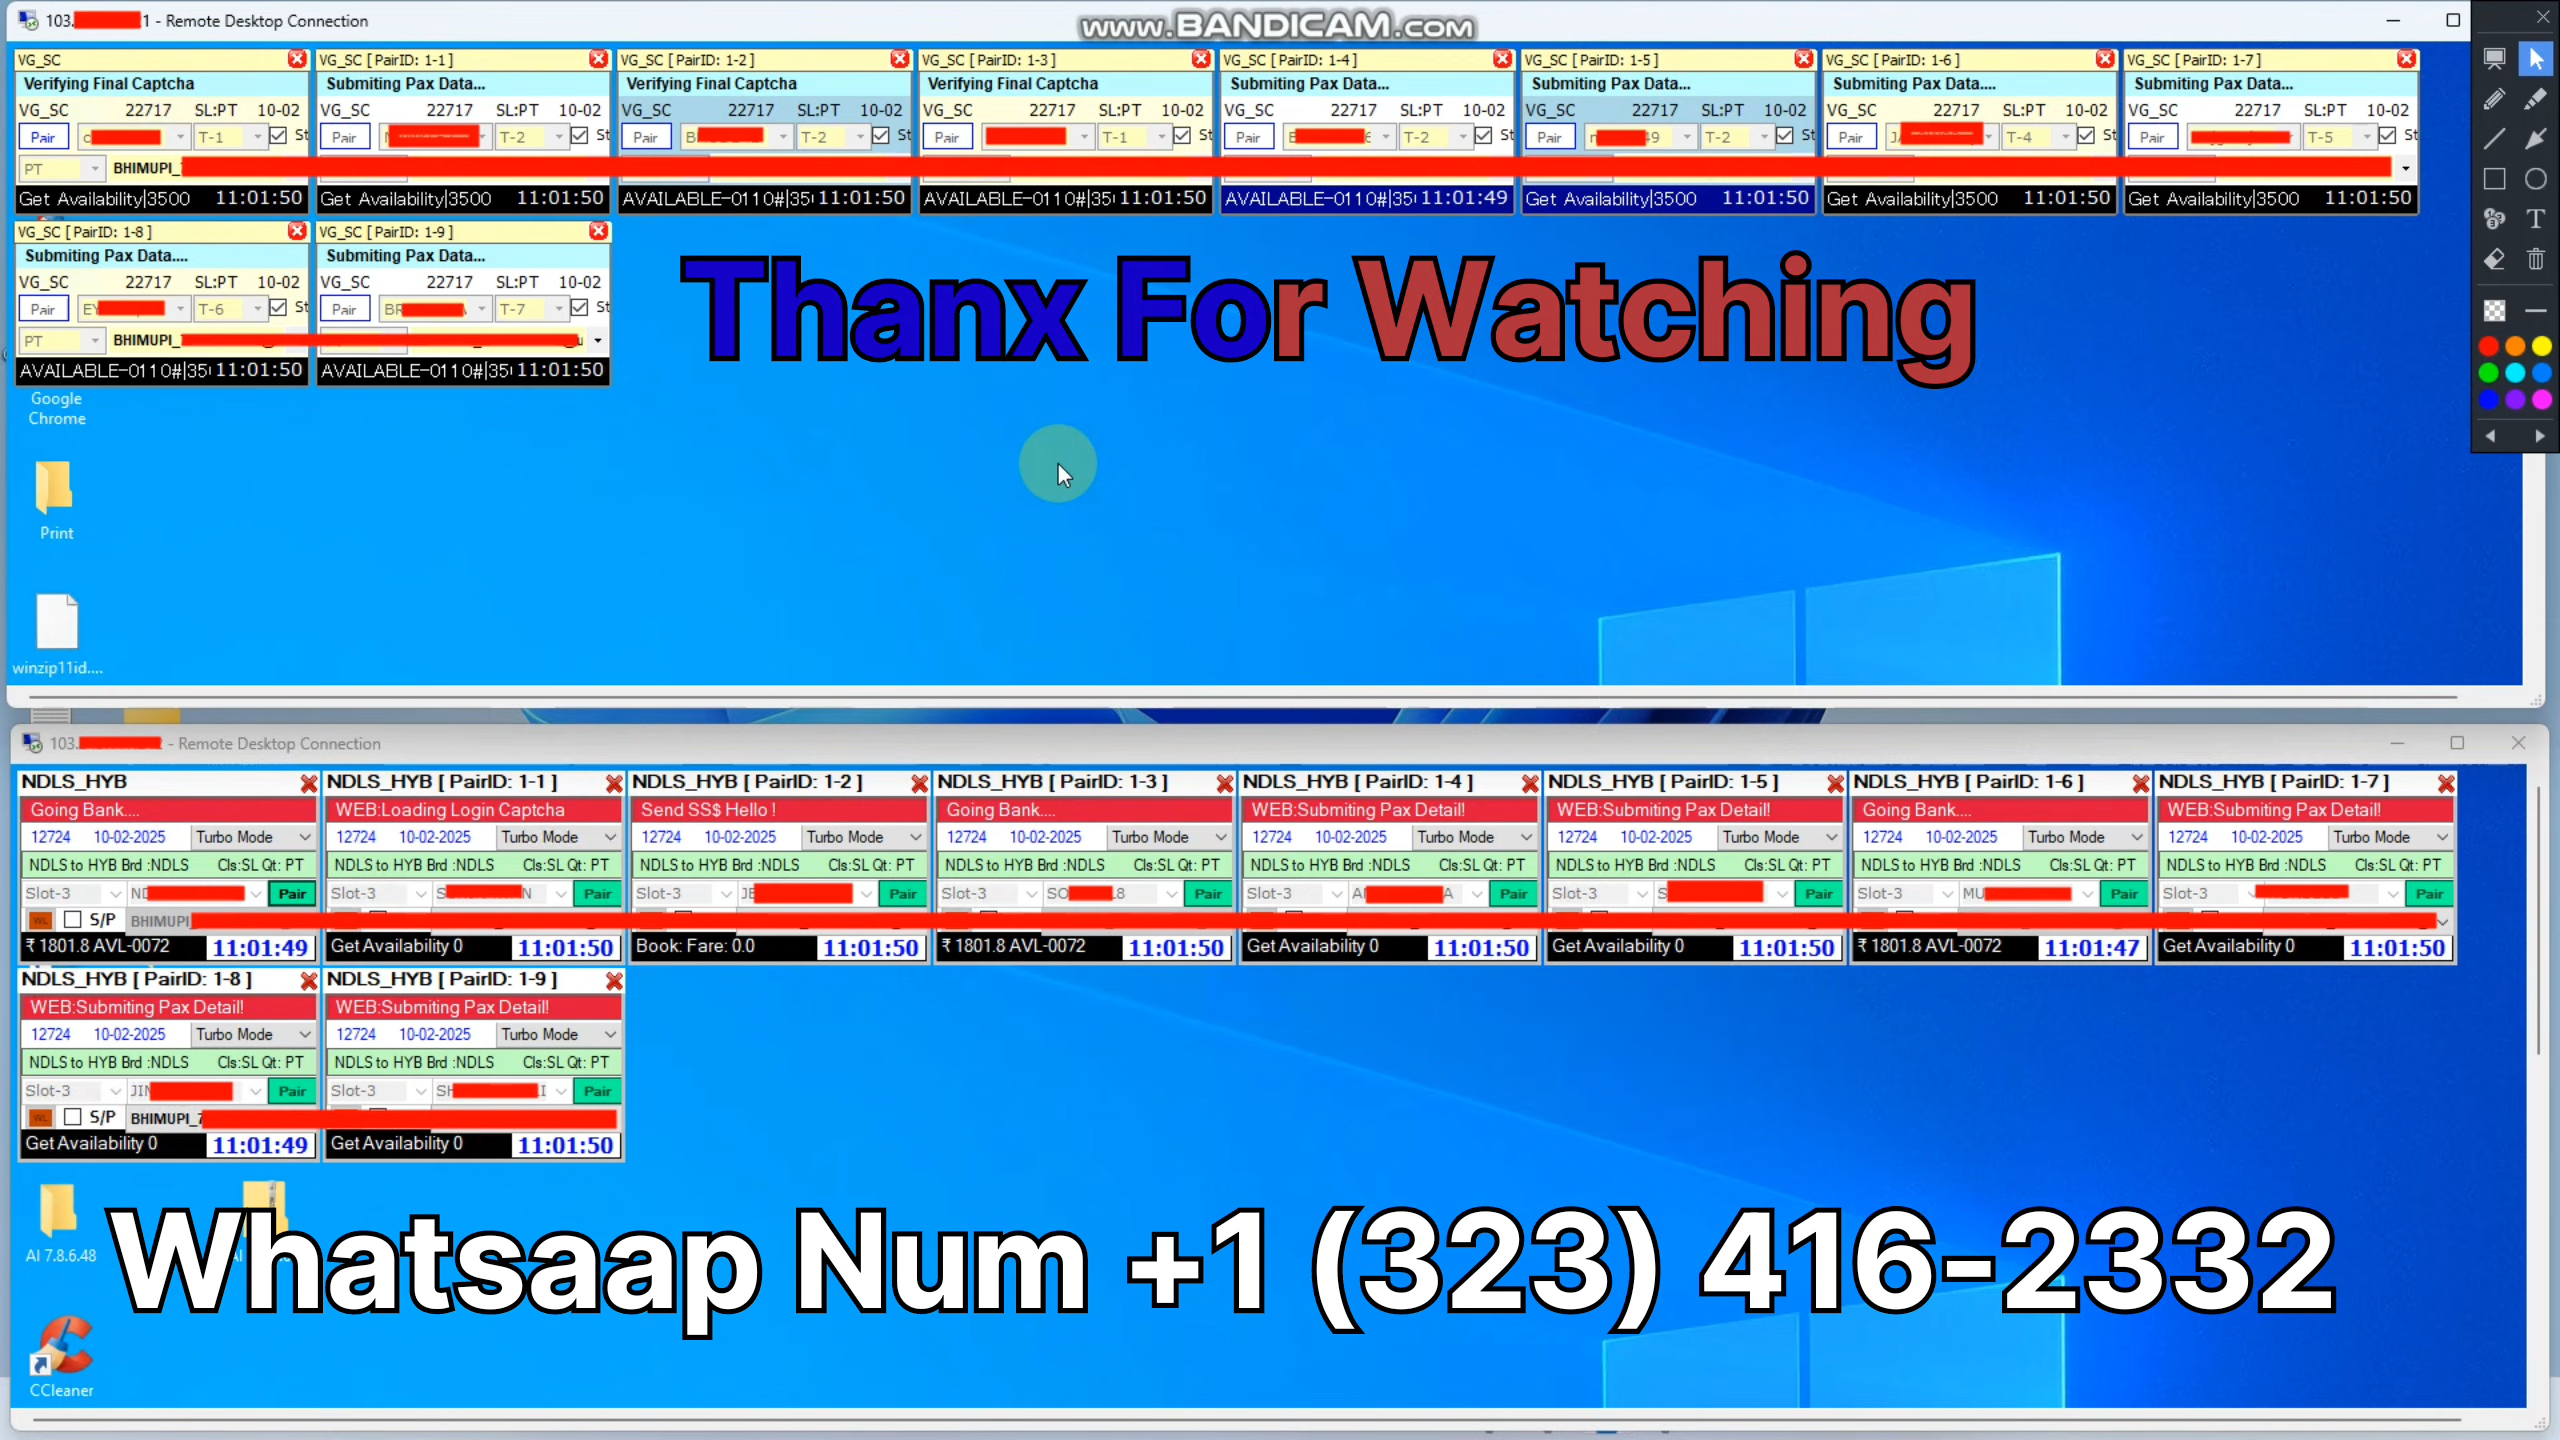 103. 1 - Remote Desktop Connection
www.BANDICAM.com
VG_SC
Verifying Final Captcha
VG_SC 22717 SL:PT 10-02
Pair T-1 St
PT BHIMUPI_
Get Availability|3500 11:01:50
VG_SC [ PairID: 1-1 ]
Submiting Pax Data...
VG_SC 22717 SL:PT 10-02
Pair T-2 St
Get Availability|3500 11:01:50
VG_SC [ PairID: 1-2 ]
Verifying Final Captcha
VG_SC 22717 SL:PT 10-02
Pair B T-2 St
AVAILABLE-0110#|35 11:01:50
VG_SC [ PairID: 1-3 ]
Verifying Final Captcha
VG_SC 22717 SL:PT 10-02
Pair T-1 St
AVAILABLE-0110#|35 11:01:50
VG_SC [ PairID: 1-4 ]
Submiting Pax Data...
VG_SC 22717 SL:PT 10-02
Pair T-2 St
AVAILABLE-0110#|35 11:01:49
VG_SC [ PairID: 1-5 ]
Submiting Pax Data...
VG_SC 22717 SL:PT 10-02
Pair 9 T-2 St
Get Availability|3500 11:01:50
VG_SC [ PairID: 1-6 ]
Submiting Pax Data....
VG_SC 22717 SL:PT 10-02
Pair T-4 St
Get Availability|3500 11:01:50
VG_SC [ PairID: 1-7 ]
Submiting Pax Data...
VG_SC 22717 SL:PT 10-02
Pair T-5 St
Get Availability|3500 11:01:50
VG_SC [ PairID: 1-8 ]
Submiting Pax Data....
VG_SC 22717 SL:PT 10-02
Pair EY T-6 St
PT BHIMUPI_
AVAILABLE-0110#|35 11:01:50
VG_SC [ PairID: 1-9 ]
Submiting Pax Data...
VG_SC 22717 SL:PT 10-02
Pair BR T-7 St
AVAILABLE-0110#|35 11:01:50
Thanx For Watching
Google
Chrome
Print
winzip11id....
103. - Remote Desktop Connection
NDLS_HYB
Going Bank....
12724 10-02-2025 Turbo Mode
NDLS to HYB Brd :NDLS Cls:SL Qt: PT
Slot-3 ND Pair
WL S/P BHIMUPI
₹ 1801.8 AVL-0072 11:01:49
NDLS_HYB [ PairID: 1-1 ]
WEB:Loading Login Captcha
12724 10-02-2025 Turbo Mode
NDLS to HYB Brd :NDLS Cls:SL Qt: PT
Slot-3 S N Pair
Get Availability 0 11:01:50
NDLS_HYB [ PairID: 1-2 ]
Send SS$ Hello !
12724 10-02-2025 Turbo Mode
NDLS to HYB Brd :NDLS Cls:SL Qt: PT
Slot-3 JE Pair
Book: Fare: 0.0 11:01:50
NDLS_HYB [ PairID: 1-3 ]
Going Bank....
12724 10-02-2025 Turbo Mode
NDLS to HYB Brd :NDLS Cls:SL Qt: PT
Slot-3 SO 8 Pair
₹ 1801.8 AVL-0072 11:01:50
NDLS_HYB [ PairID: 1-4 ]
WEB:Submiting Pax Detail!
12724 10-02-2025 Turbo Mode
NDLS to HYB Brd :NDLS Cls:SL Qt: PT
Slot-3 A A Pair
Get Availability 0 11:01:50
NDLS_HYB [ PairID: 1-5 ]
WEB:Submiting Pax Detail!
12724 10-02-2025 Turbo Mode
NDLS to HYB Brd :NDLS Cls:SL Qt: PT
Slot-3 S Pair
Get Availability 0 11:01:50
NDLS_HYB [ PairID: 1-6 ]
Going Bank....
12724 10-02-2025 Turbo Mode
NDLS to HYB Brd :NDLS Cls:SL Qt: PT
Slot-3 MU Pair
₹ 1801.8 AVL-0072 11:01:47
NDLS_HYB [ PairID: 1-7 ]
WEB:Submiting Pax Detail!
12724 10-02-2025 Turbo Mode
NDLS to HYB Brd :NDLS Cls:SL Qt: PT
Slot-3 Pair
Get Availability 0 11:01:50
NDLS_HYB [ PairID: 1-8 ]
WEB:Submiting Pax Detail!
12724 10-02-2025 Turbo Mode
NDLS to HYB Brd :NDLS Cls:SL Qt: PT
Slot-3 JIN Pair
WL S/P BHIMUPI_7
Get Availability 0 11:01:49
NDLS_HYB [ PairID: 1-9 ]
WEB:Submiting Pax Detail!
12724 10-02-2025 Turbo Mode
NDLS to HYB Brd :NDLS Cls:SL Qt: PT
Slot-3 SH I Pair
Get Availability 0 11:01:50
AI 7.8.6.48
Whatsaap Num +1 (323) 416-2332
CCleaner